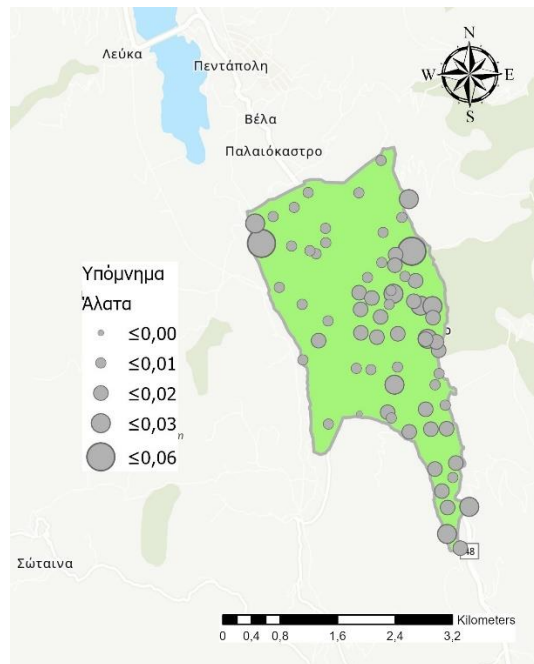 Λεύκα
Πεντάπολη
Βέλα
Παλαιόκαστρο
N
W E
S
Υπόμνημα
Άλατα
≤0,00
≤0,01
≤0,02
≤0,03
≤0,06
Σώταινα
48
Kilometers
0 0,4 0,8 1,6 2,4 3,2